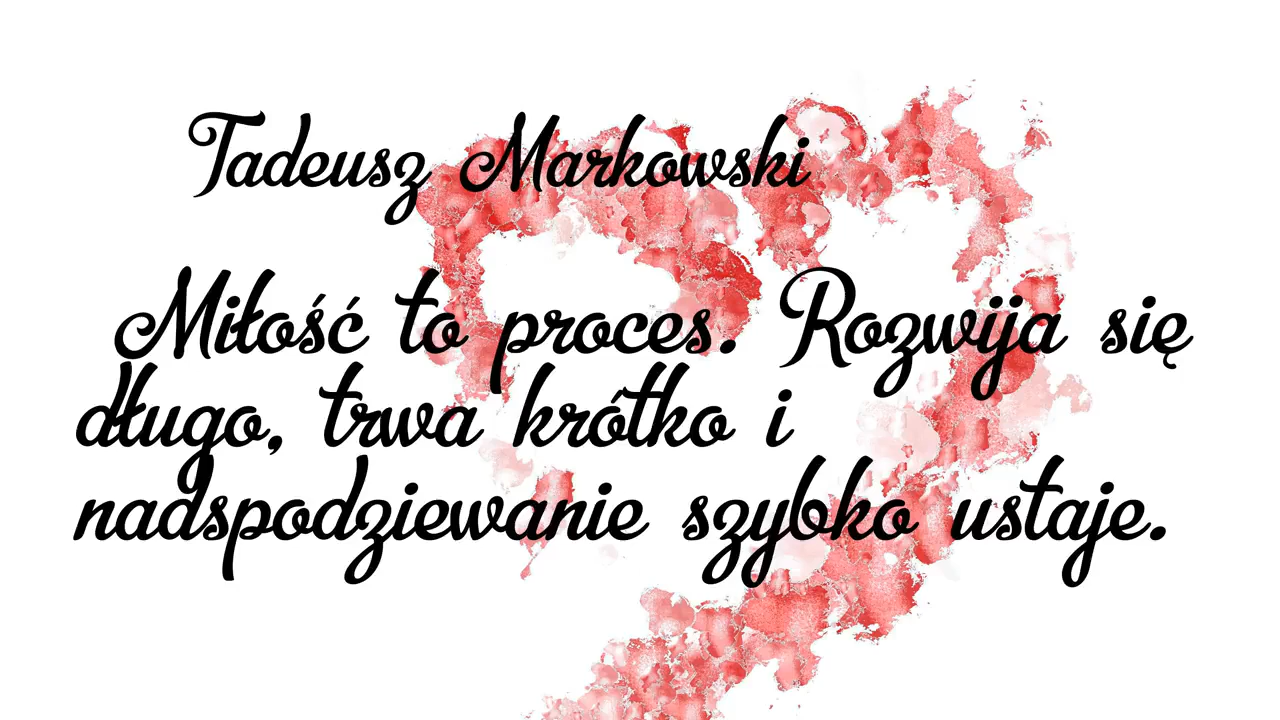 Tadeusz Markowski
Miłość to proces. Rozwija się
długo, trwa krótko i
nadspodziewanie szybko ustaje.